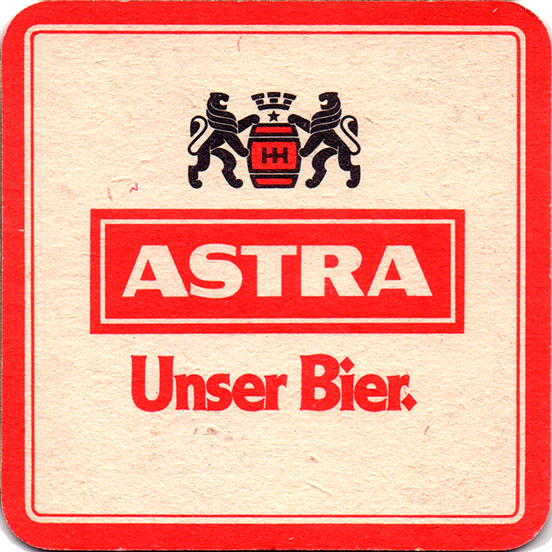 HH
ASTRA
Unser Bier.